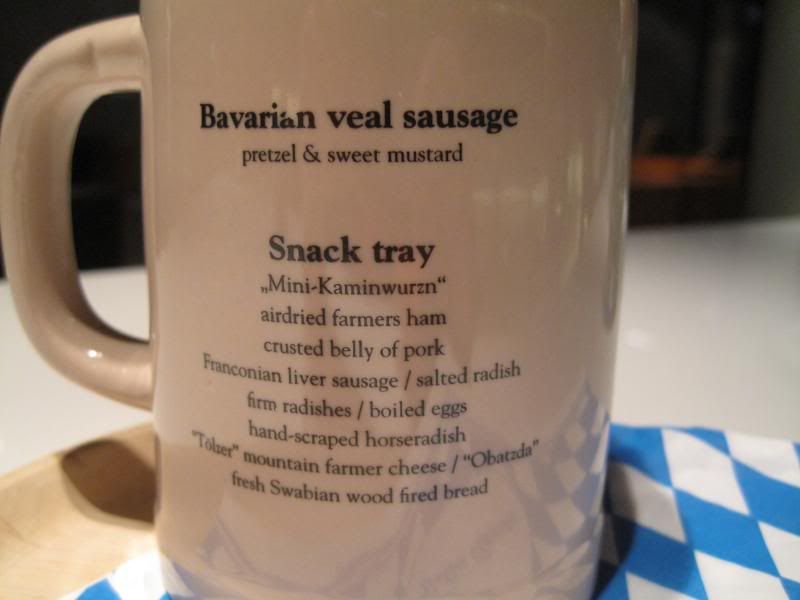 Bavarian veal sausage
pretzel & sweet mustard
Snack tray
„Mini-Kaminwurzn“
airdried farmers ham
crusted belly of pork
Franconian liver sausage / salted radish
firm radishes / boiled eggs
hand-scraped horseradish
"Tölzer" mountain farmer cheese / “Obatzda”
fresh Swabian wood fired bread